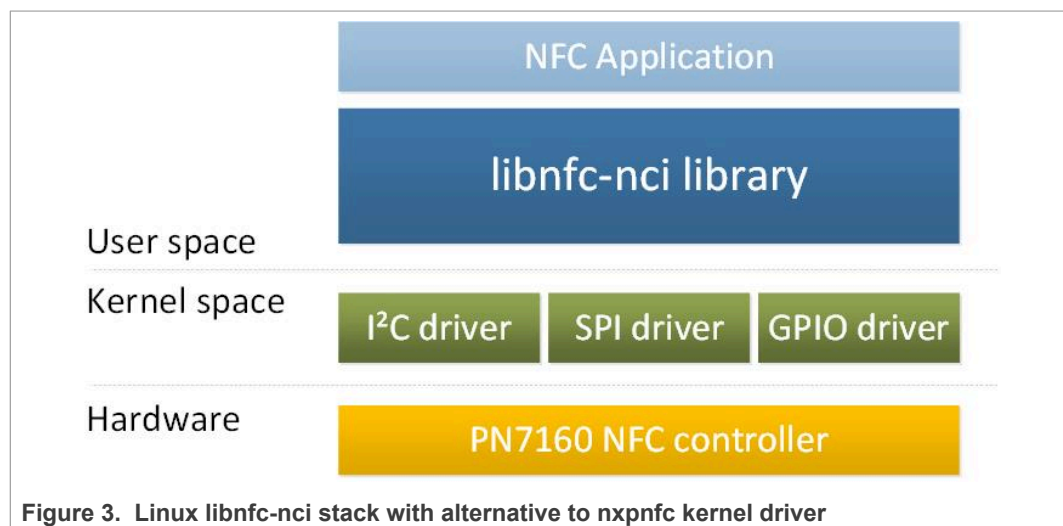 NFC Application
libnfc-nci library
User space
Kernel space
I²C driver
SPI driver
GPIO driver
Hardware
PN7160 NFC controller
Figure 3. Linux libnfc-nci stack with alternative to nxpnfc kernel driver